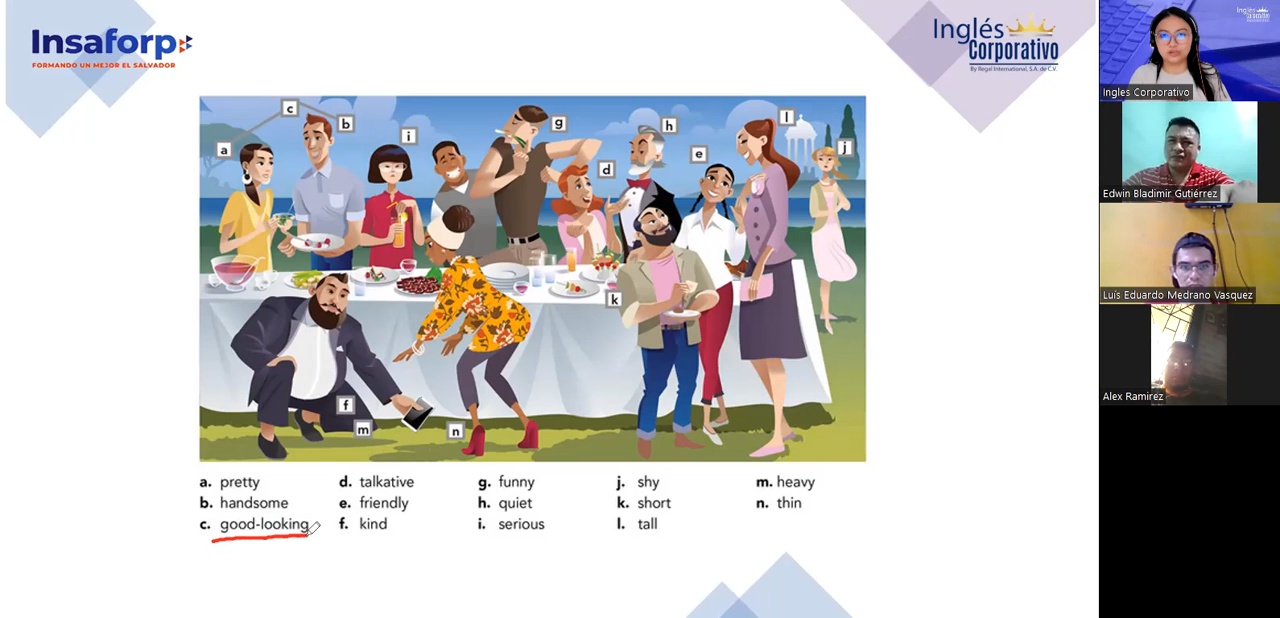 Insaforp
FORMANDO UN MEJOR EL SALVADOR
Inglés
Corporativo
By Regal International, S.A. de C.V.
c
a
b
i
g
d
h
e
l
j
k
f
m
n
a. pretty
b. handsome
c. good-looking
d. talkative
e. friendly
f. kind
g. funny
h. quiet
i. serious
j. shy
k. short
l. tall
m. heavy
n. thin
Inglés
Ingles Corporativo
Edwin Bladimir Gutiérrez
Luis Eduardo Medrano Vasquez
Alex Ramirez